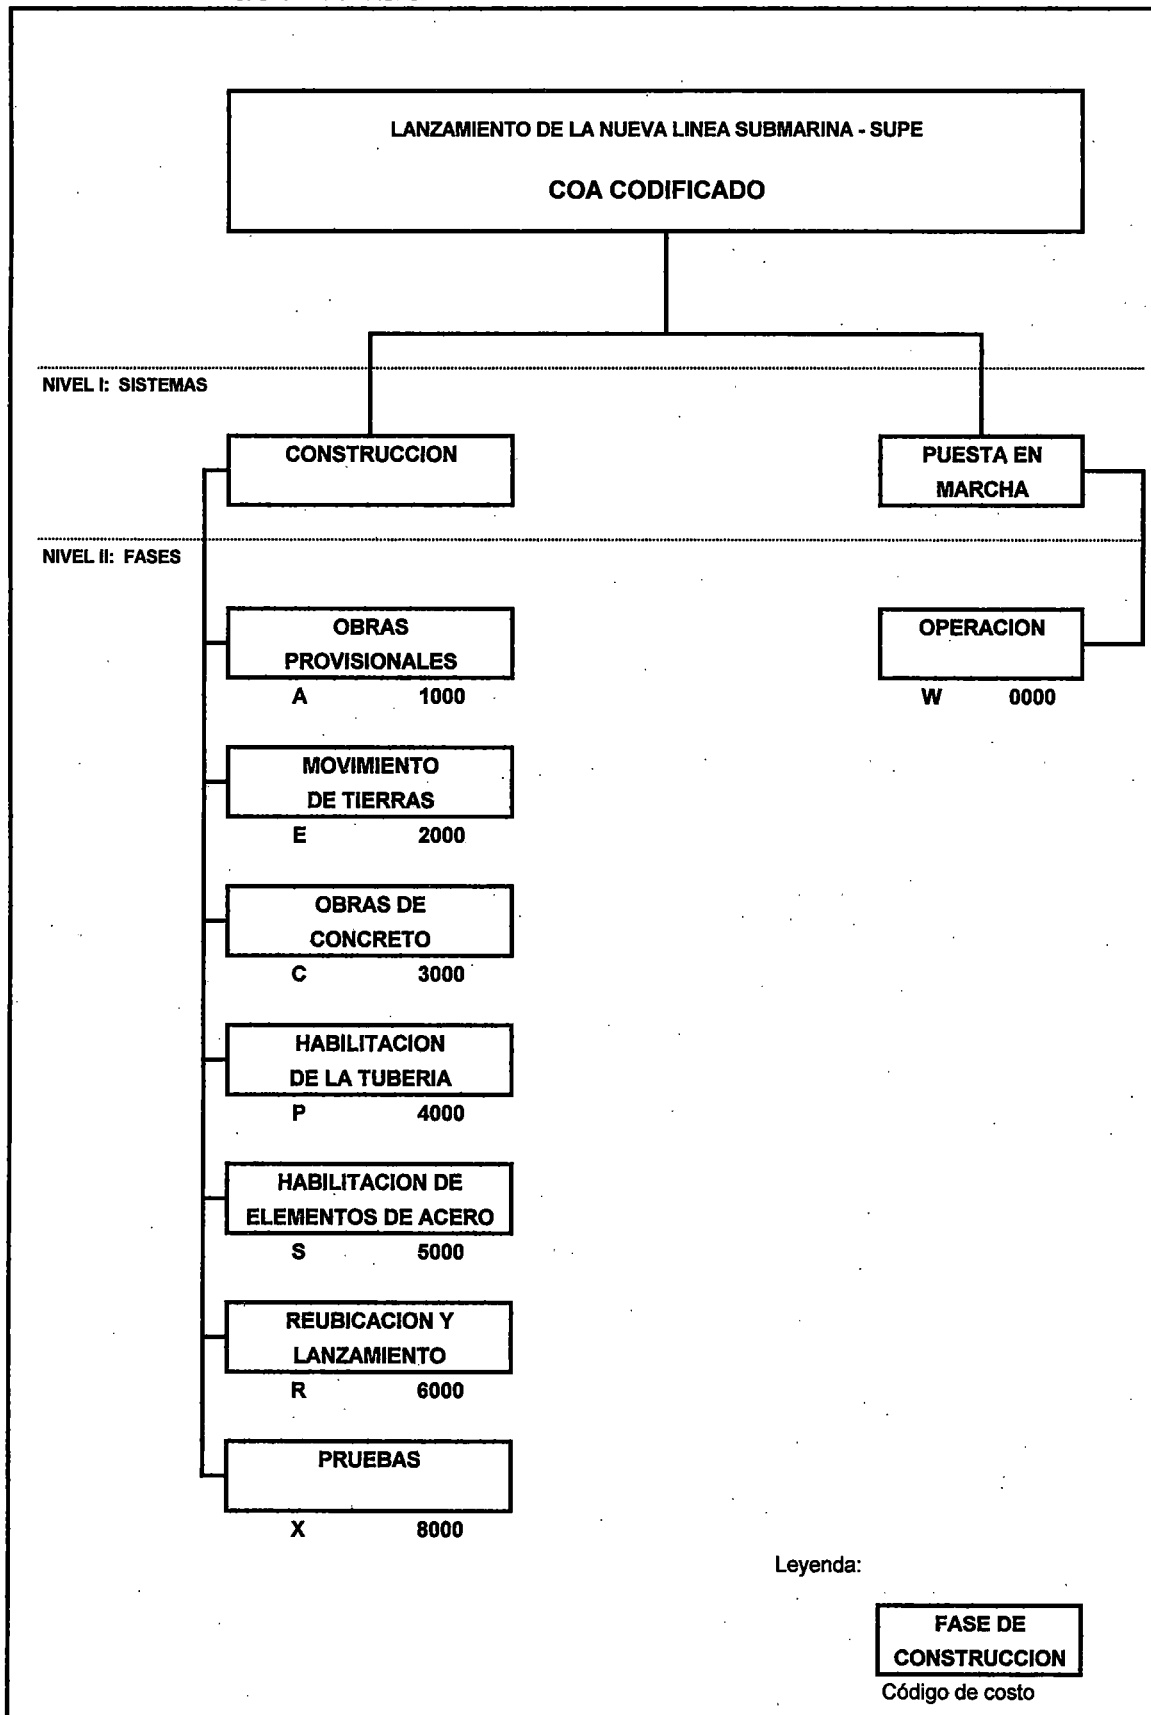 LANZAMIENTO DE LA NUEVA LINEA SUBMARINA - SUPE
COA CODIFICADO
NIVEL I: SISTEMAS
CONSTRUCCION
PUESTA EN
MARCHA
NIVEL II: FASES
OBRAS
PROVISIONALES
A 1000
OPERACION
W 0000
MOVIMIENTO
DE TIERRAS
E 2000
OBRAS DE
CONCRETO
C 3000
HABILITACION
DE LA TUBERIA
P 4000
HABILITACION DE
ELEMENTOS DE ACERO
S 5000
REUBICACION Y
LANZAMIENTO
R 6000
PRUEBAS
X 8000
Leyenda:
FASE DE
CONSTRUCCION
Código de costo